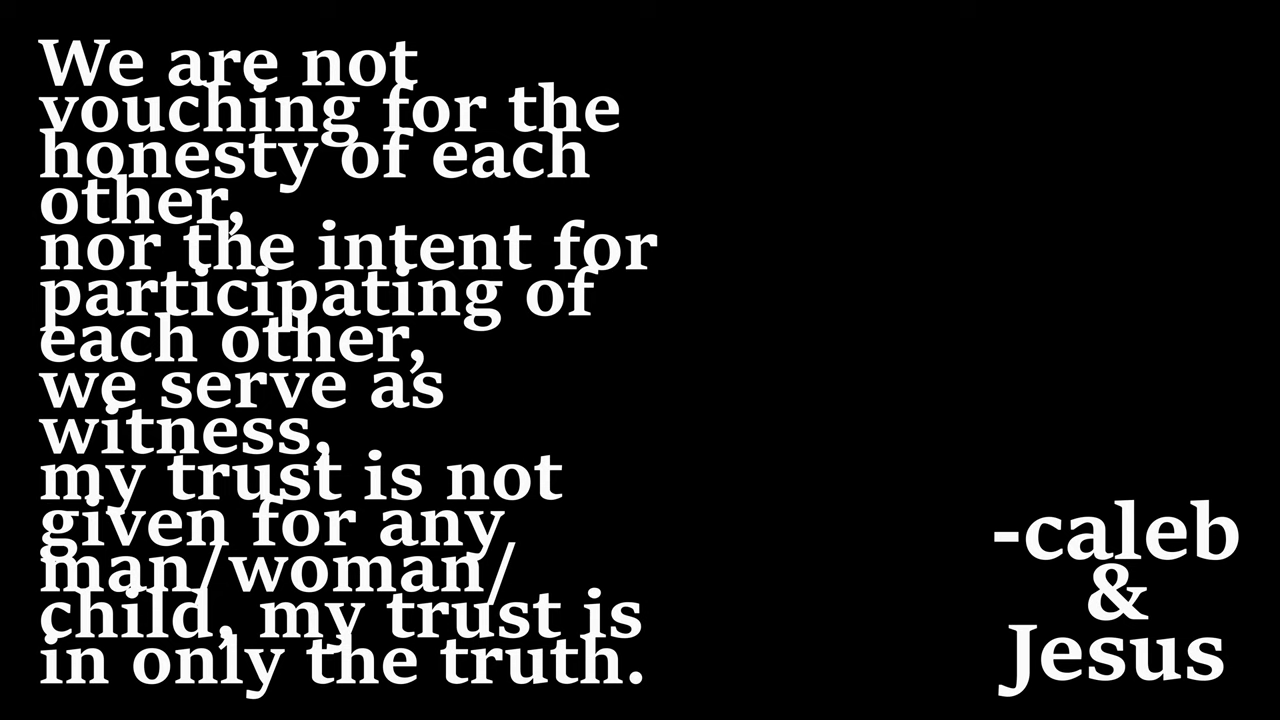 We are not
vouching for the
honesty of each
other,
nor the intent for
participating of
each other,
we serve as
witness,
my trust is not
given for any
man/woman/
child, my trust is
in only the truth.
-caleb
&
Jesus